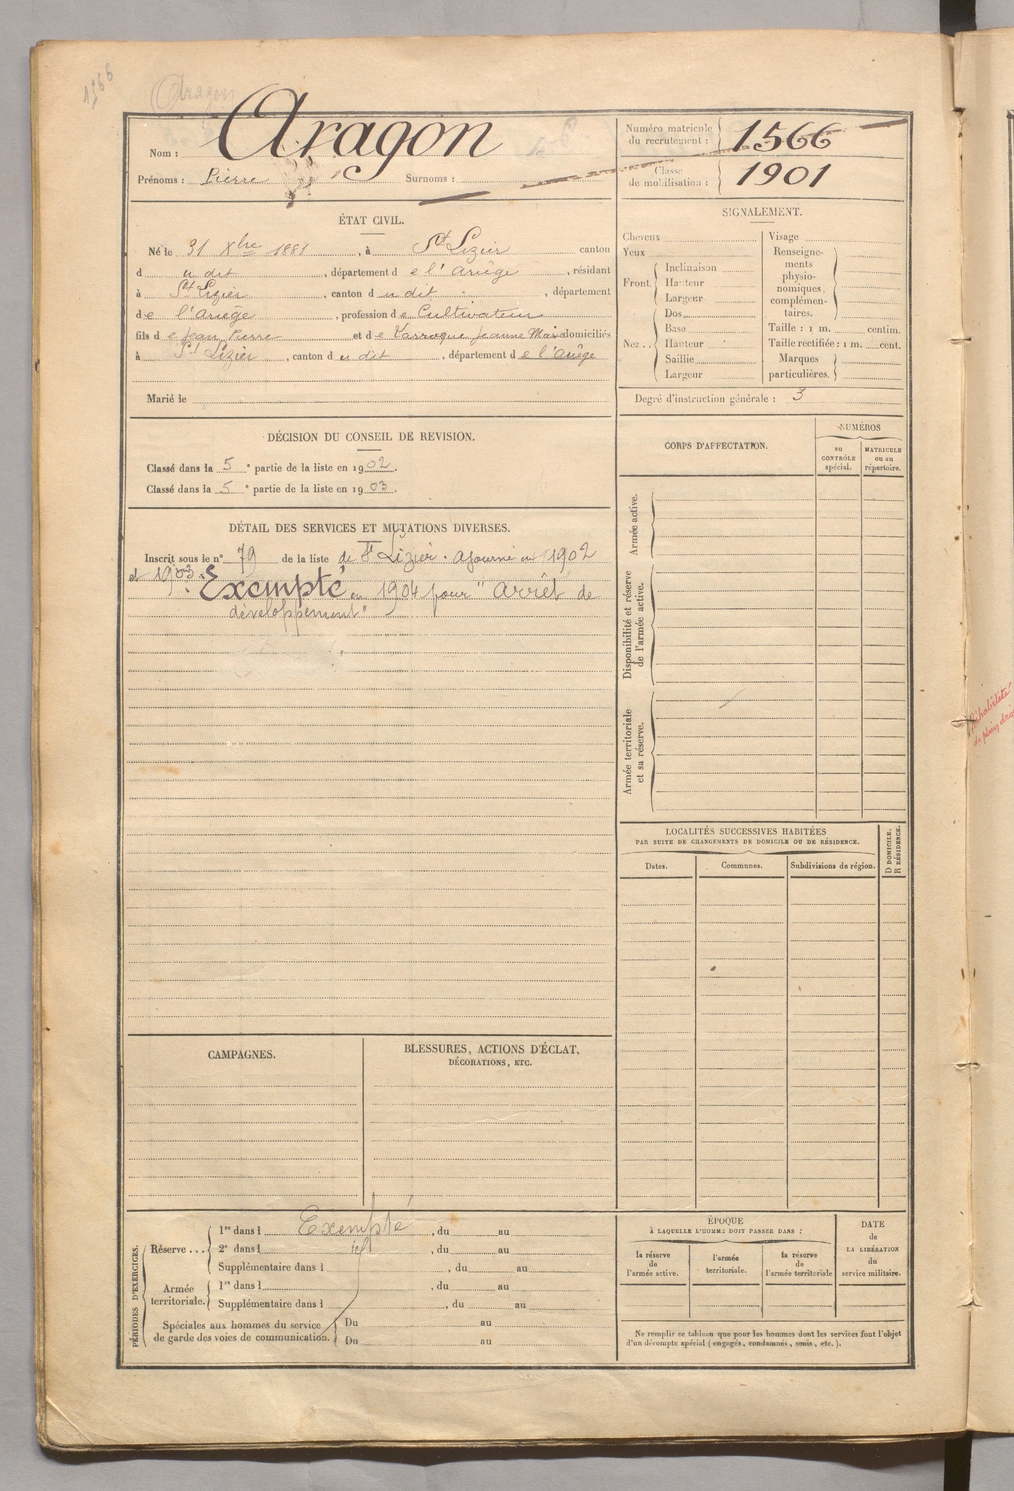 1566
Aragon
Nom : Aragon
Prénoms : Pierre Surnoms :
Numéro matricule du recrutement : 1566
Classe de mobilisation : 1901
ÉTAT CIVIL.
Né le 31 Xbre 1881, à St Lizier canton
d u dit, département d e l'Ariège, résidant
à St Lizier, canton d u dit, département
d e l'Ariège, profession d e Cultivateur
fils d e Jean Pierre et d e Karroque Jeanne Marie domiciliés
à St Lizier, canton d u dit, département d e l'Ariège
Marié le
SIGNALEMENT.
Cheveux
Yeux
Front. Inclinaison
Hauteur
Largeur
Nez .. Dos
Base
Hauteur
Saillie
Largeur
Visage
Renseignements physionomiques, complémentaires.
Taille : 1 m. centim.
Taille rectifiée : 1 m. cent.
Marques particulières.
Degré d'instruction générale : 3
DÉCISION DU CONSEIL DE REVISION.
Classé dans la 5e partie de la liste en 1902.
Classé dans la 5e partie de la liste en 1903.
DÉTAIL DES SERVICES ET MUTATIONS DIVERSES.
Inscrit sous le n° 79 de la liste de St Lizier. Ajourné en 1902
et 1903.
Exempté en 1904 pour "Arrêt de
développement"
CORPS D'AFFECTATION.
NUMÉROS
au CONTRÔLE spécial.
MATRICULE ou au répertoire.
Armée active.
Disponibilité et réserve de l'armée active.
Armée territoriale et sa réserve.
LOCALITÉS SUCCESSIVES HABITÉES
PAR SUITE DE CHANGEMENTS DE DOMICILE OU DE RÉSIDENCE.
Dates.
Communes.
Subdivisions de région.
D DOMICILE.
R RÉSIDENCE.
CAMPAGNES.
BLESSURES, ACTIONS D'ÉCLAT,
DÉCORATIONS, ETC.
PÉRIODES D'EXERCICES.
Réserve ... 1re dans l Exempté, du au
2e dans l, du au
Supplémentaire dans l, du au
Armée territoriale. 1re dans l, du au
Supplémentaire dans l, du au
Spéciales aux hommes du service
de garde des voies de communication.
Du au
Du au
ÉPOQUE
À LAQUELLE L'HOMME DOIT PASSER DANS :
la réserve de l'armée active.
l'armée territoriale.
la réserve de l'armée territoriale
DATE de LA LIBÉRATION du service militaire.
Ne remplir ce tableau que pour les hommes dont les services font l'objet
d'un décompte spécial (engagés, condamnés, omis, etc.).